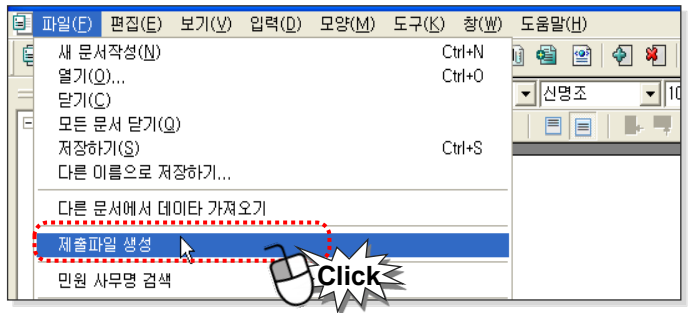 파일(F) 편집(E) 보기(V) 입력(D) 모양(M) 도구(K) 창(W) 도움말(H)
새 문서작성(N) Ctrl+N
열기(O)... Ctrl+O
닫기(C)
신명조 10
모든 문서 닫기(Q)
저장하기(S) Ctrl+S
다른 이름으로 저장하기...
다른 문서에서 데이타 가져오기
제출파일 생성
민원 사무명 검색
Click